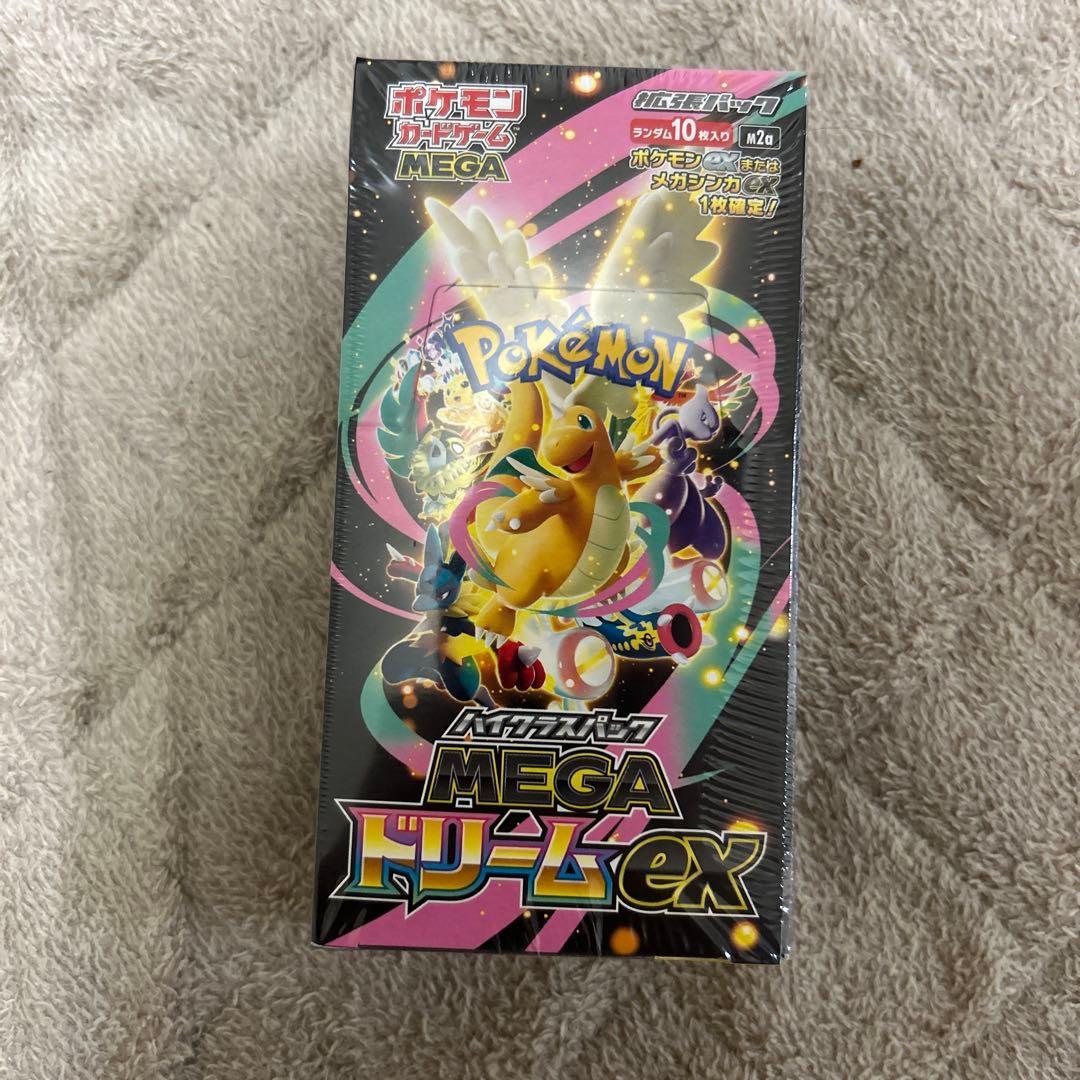 ポケモン
カードゲーム
MEGA
拡張パック
ランダム10枚入り M2a
ポケモンexまたは
メガシンカex
1枚確定!
POKéMON
TM
ハイクラスパック
MEGA
ドリームex